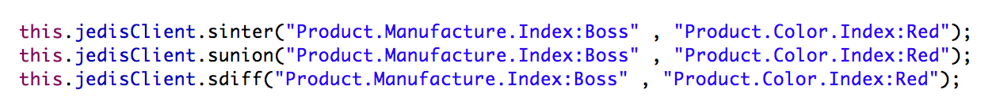 this.jedisClient.sinter("Product.Manufacture.Index:Boss" , "Product.Color.Index:Red");
this.jedisClient.sunion("Product.Manufacture.Index:Boss" , "Product.Color.Index:Red");
this.jedisClient.sdiff("Product.Manufacture.Index:Boss" , "Product.Color.Index:Red");